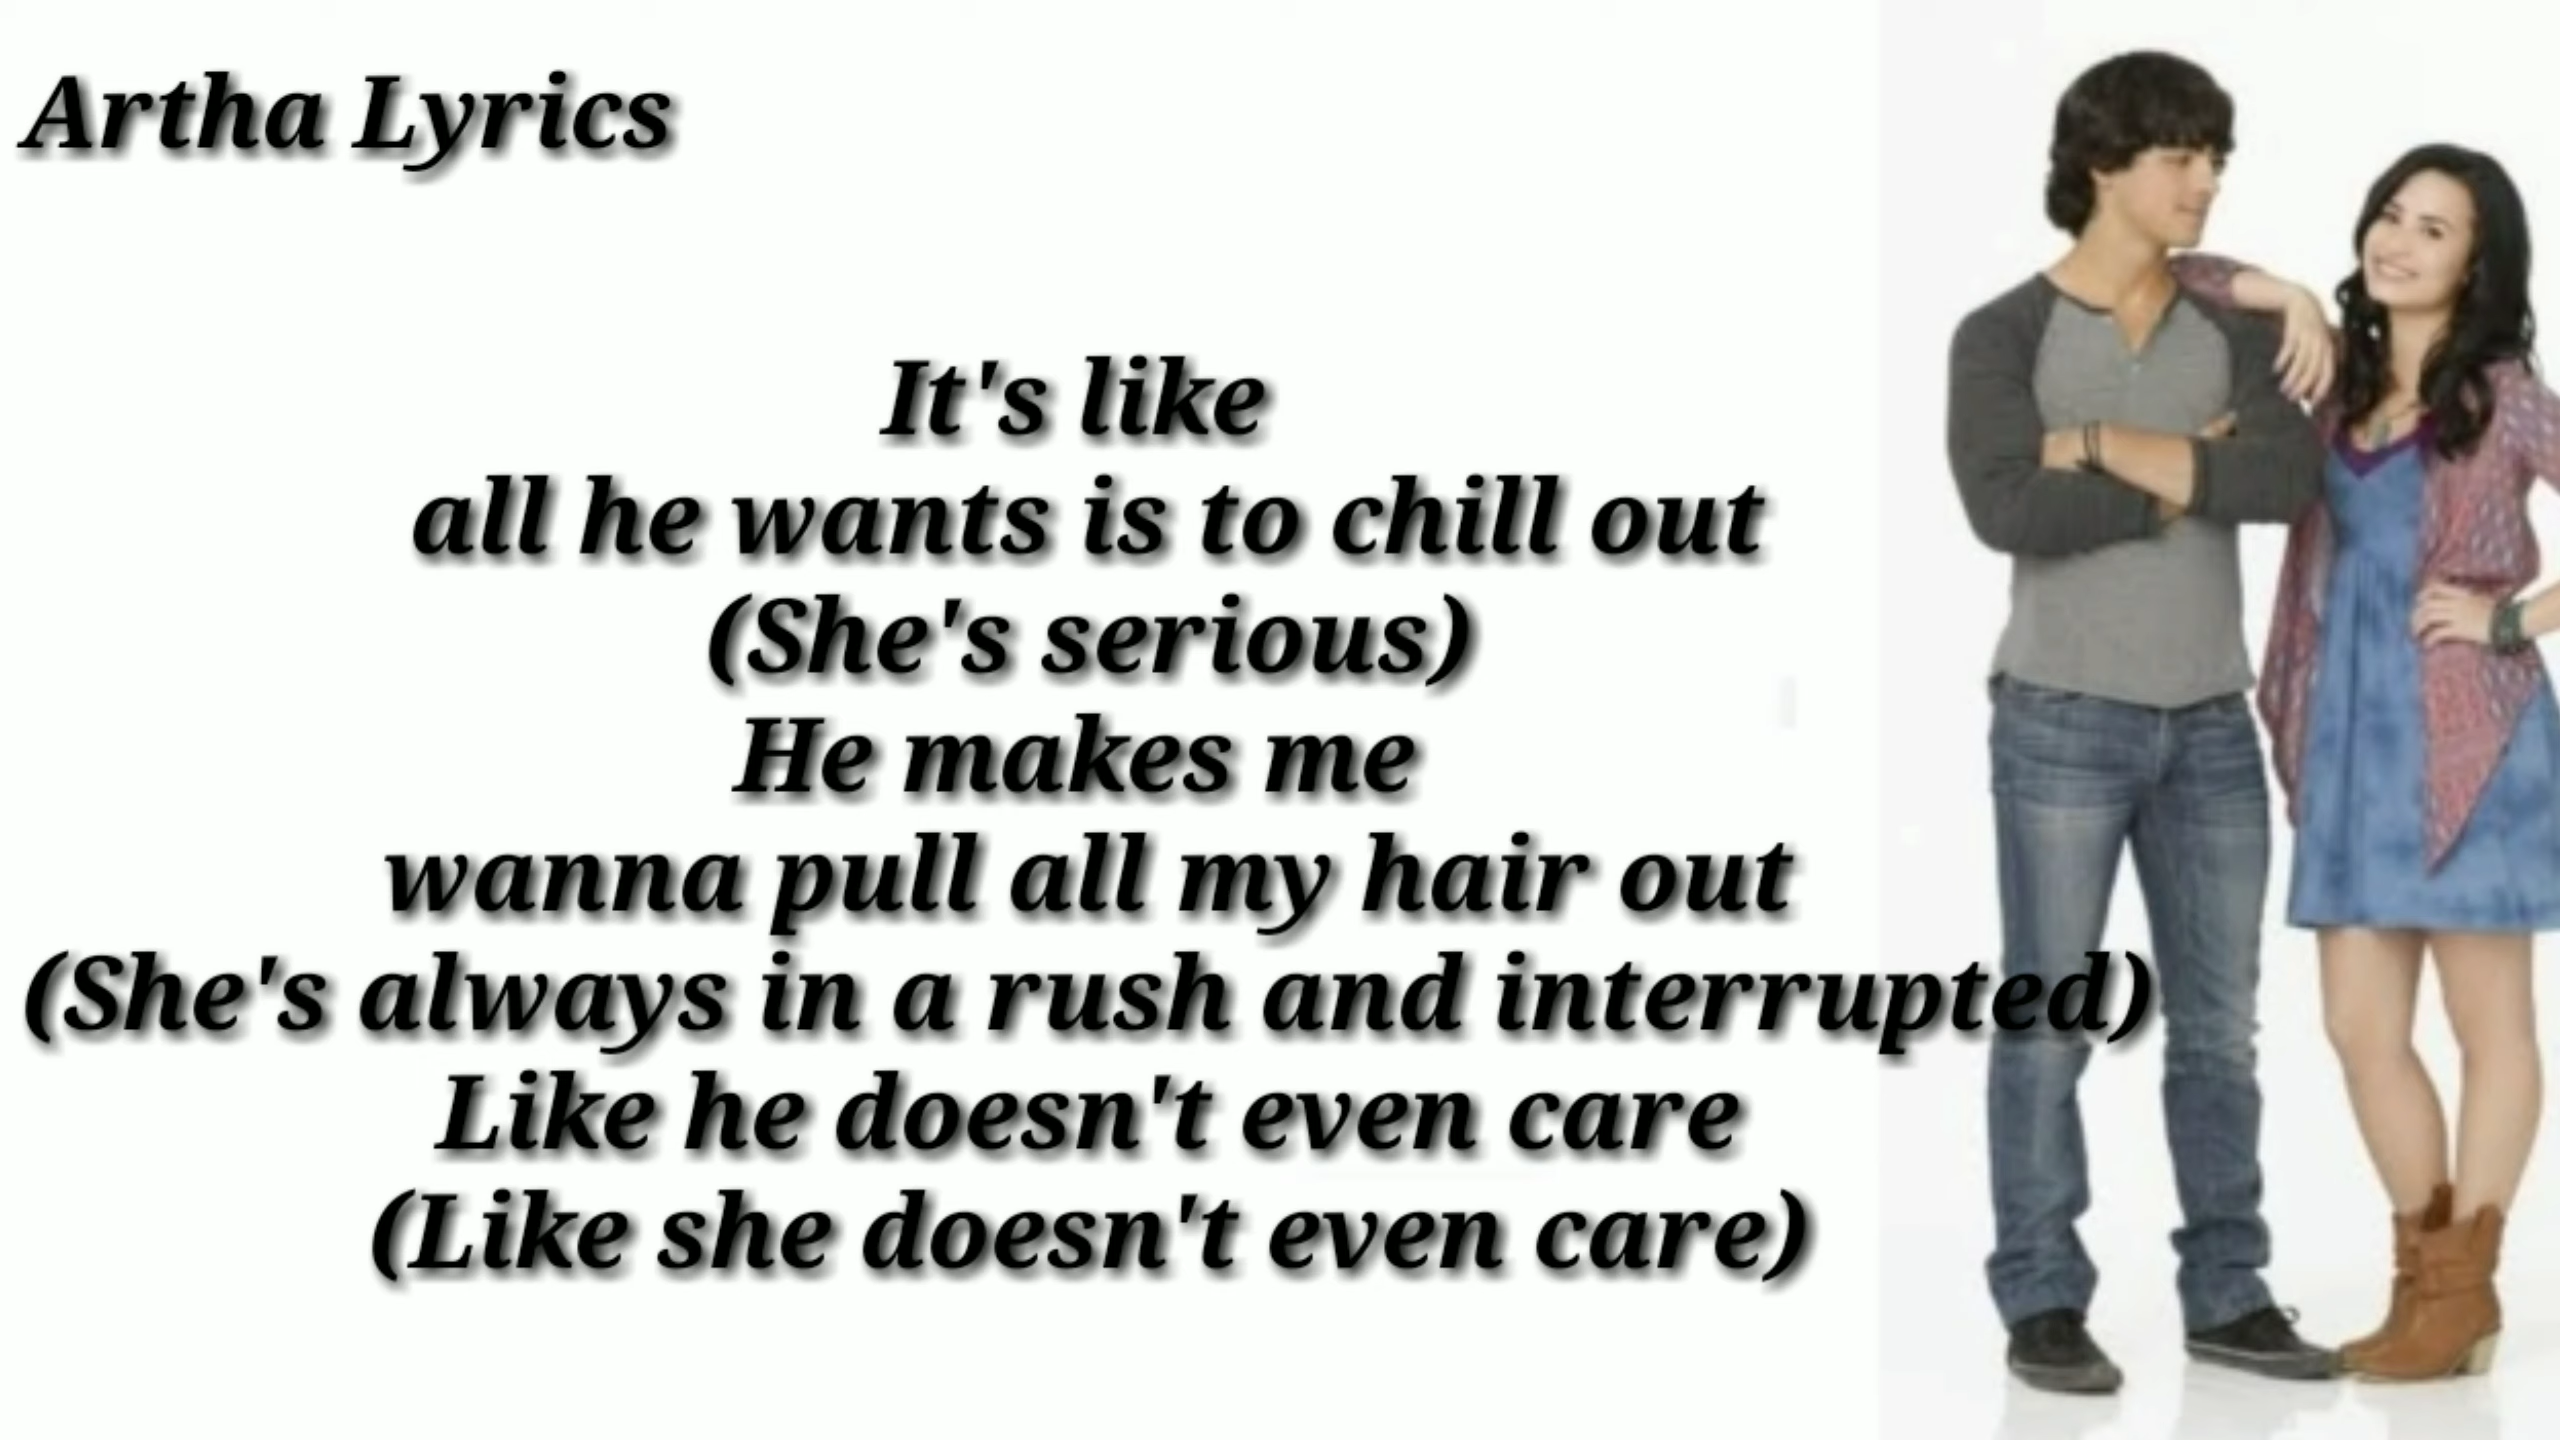 Artha Lyrics
It's like
all he wants is to chill out
(She's serious)
He makes me
wanna pull all my hair out
(She's always in a rush and interrupted)
Like he doesn't even care
(Like she doesn't even care)